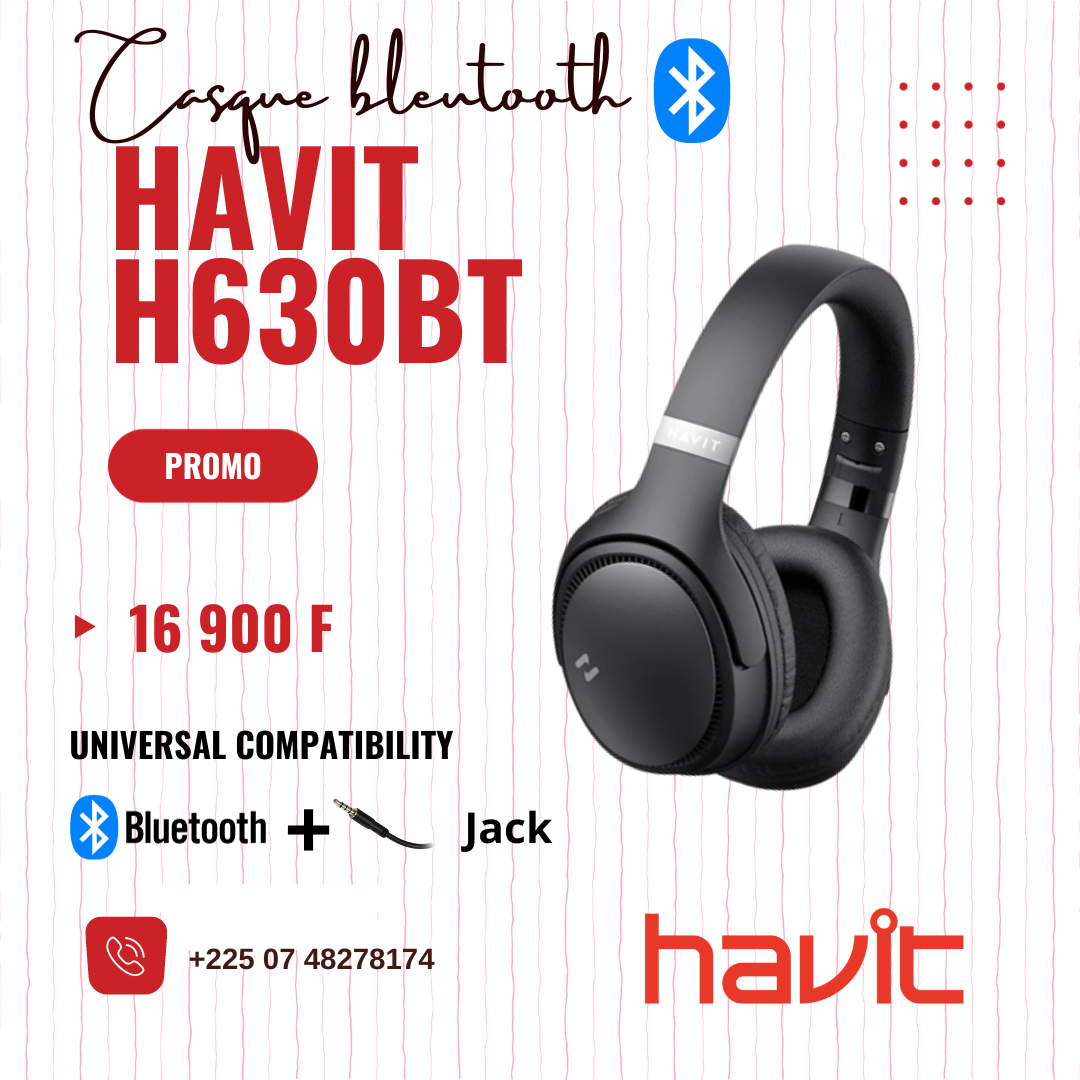 Casque bleutooth
HAVIT
H630BT
HAVIT
L
PROMO
16 900 F
UNIVERSAL COMPATIBILITY
Bluetooth + Jack
+225 07 48278174
havit